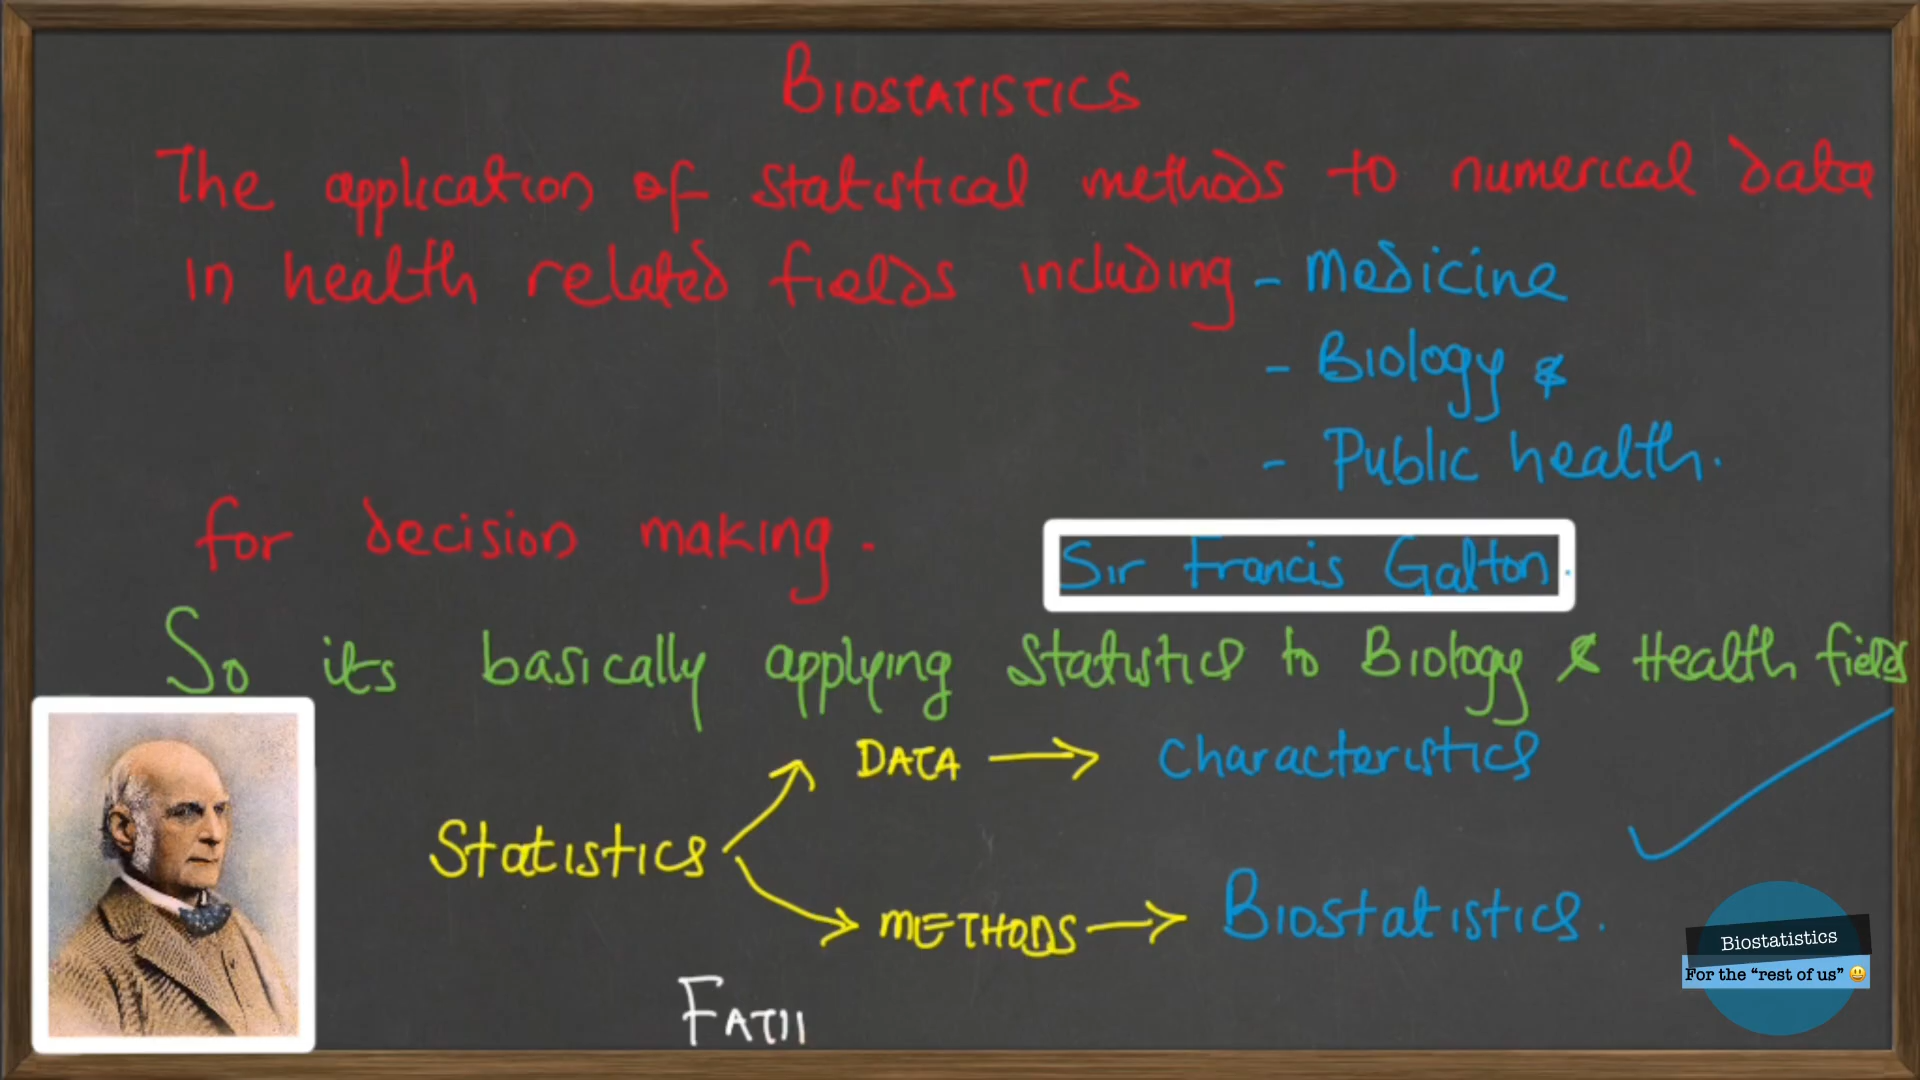 BIOSTATISTICS
The application of statistical methods to numerical data
in health related fields including - Medicine
- Biology &
- Public health.
for decision making.
Sir Francis Galton.
So its basically applying statistics to Biology & Health fields
DATA → characteristics
Statistics
METHODS → Biostatistics.
Biostatistics
For the “rest of us” 😃